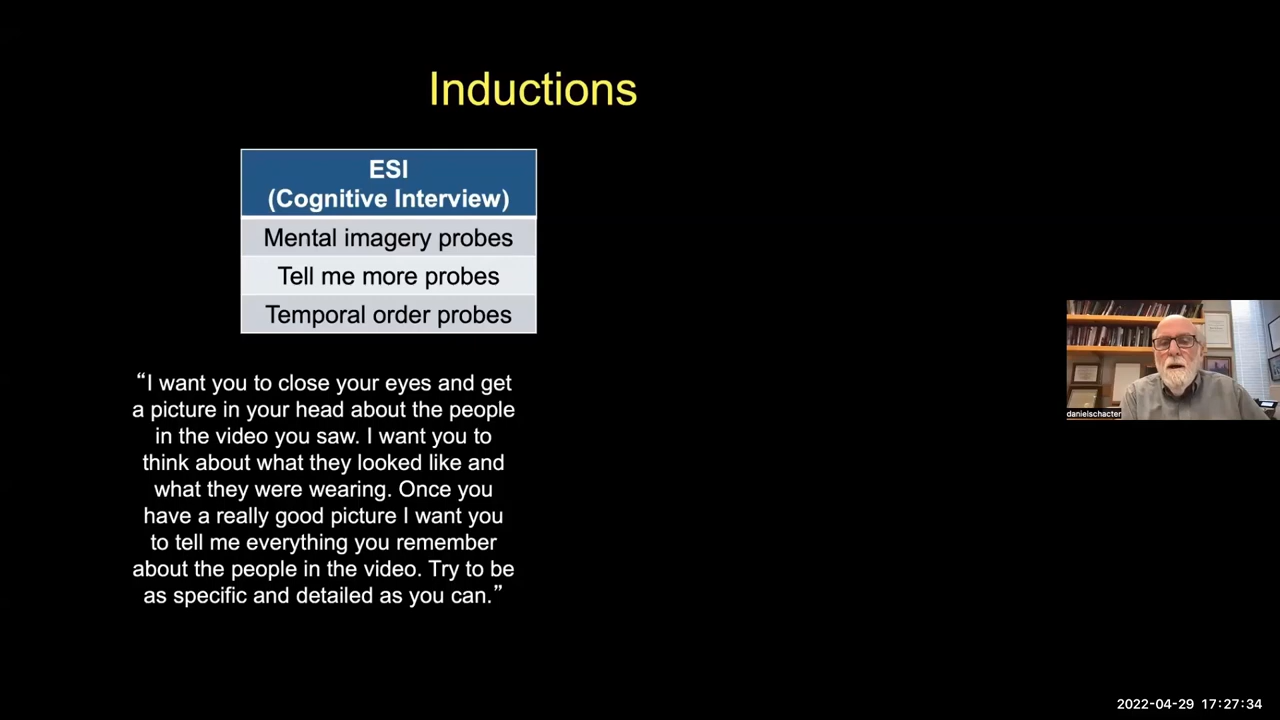 Inductions
ESI
(Cognitive Interview)
Mental imagery probes
Tell me more probes
Temporal order probes
“I want you to close your eyes and get
a picture in your head about the people
in the video you saw. I want you to
think about what they looked like and
what they were wearing. Once you
have a really good picture I want you
to tell me everything you remember
about the people in the video. Try to be
as specific and detailed as you can.”
danielschacter
2022-04-29 17:27:34